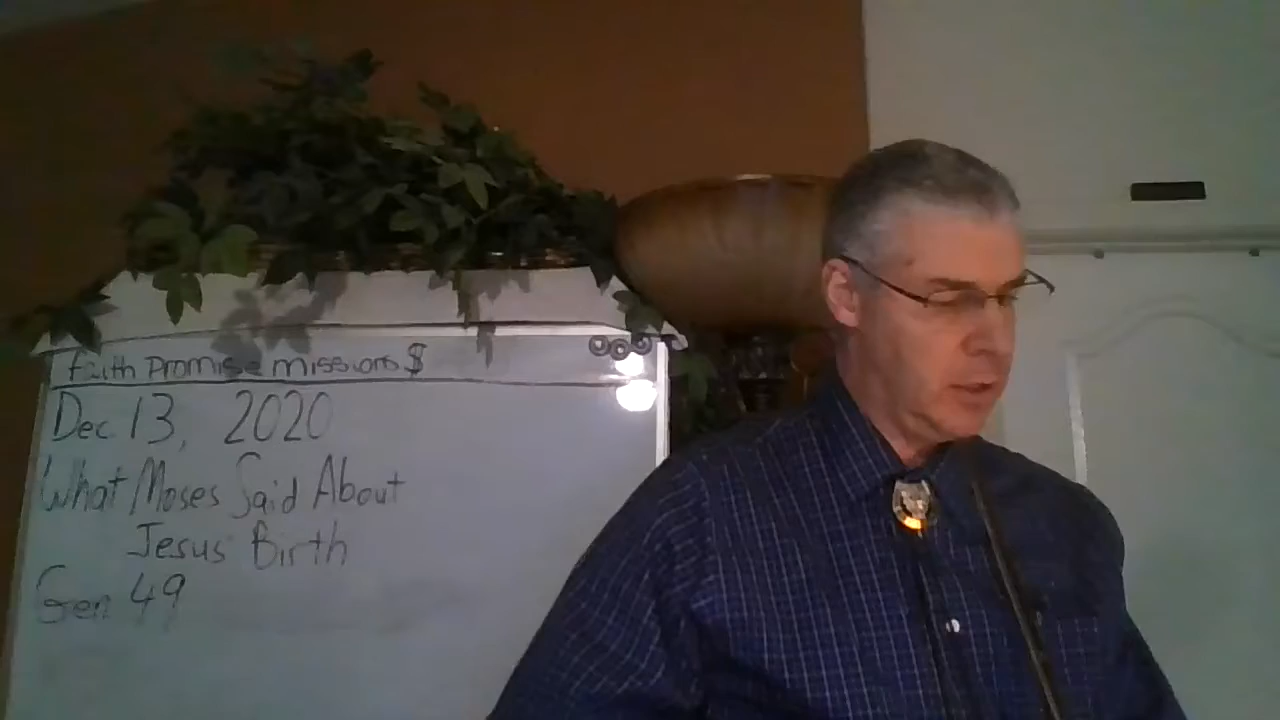 Faith Promise missions $
Dec 13, 2020
What Moses Said About
Jesus Birth
Gen 49